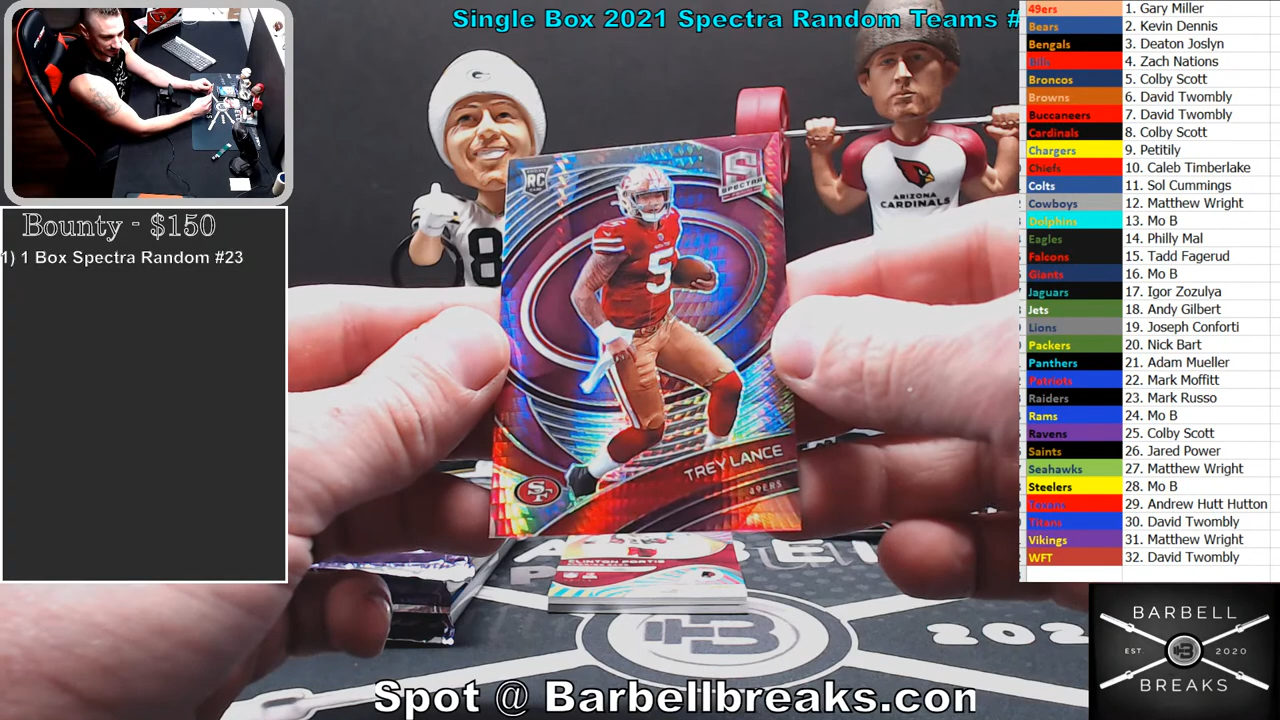 Single Box 2021 Spectra Random Teams #
Bounty - $150
1) 1 Box Spectra Random #23
49ers 1. Gary Miller
Bears 2. Kevin Dennis
Bengals 3. Deaton Joslyn
Bills 4. Zach Nations
Broncos 5. Colby Scott
Browns 6. David Twombly
Buccaneers 7. David Twombly
Cardinals 8. Colby Scott
Chargers 9. Petitily
Chiefs 10. Caleb Timberlake
Colts 11. Sol Cummings
Cowboys 12. Matthew Wright
Dolphins 13. Mo B
Eagles 14. Philly Mal
Falcons 15. Tadd Fagerud
Giants 16. Mo B
Jaguars 17. Igor Zozulya
Jets 18. Andy Gilbert
Lions 19. Joseph Conforti
Packers 20. Nick Bart
Panthers 21. Adam Mueller
Patriots 22. Mark Moffitt
Raiders 23. Mark Russo
Rams 24. Mo B
Ravens 25. Colby Scott
Saints 26. Jared Power
Seahawks 27. Matthew Wright
Steelers 28. Mo B
Texans 29. Andrew Hutt Hutton
Titans 30. David Twombly
Vikings 31. Matthew Wright
WFT 32. David Twombly
G
8
ARIZONA
CARDINALS
RC
SPECTRA
5
TREY LANCE
49ERS
SF
CLINTON PORTIS
202
Spot @ Barbellbreaks.con
BARBELL
EST. 2020
BREAKS